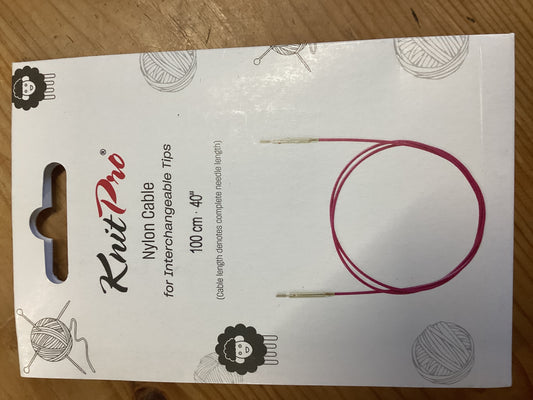 KnitPro®
Nylon Cable
for Interchangeable Tips
100 cm · 40"
(Cable length denotes complete needle length)